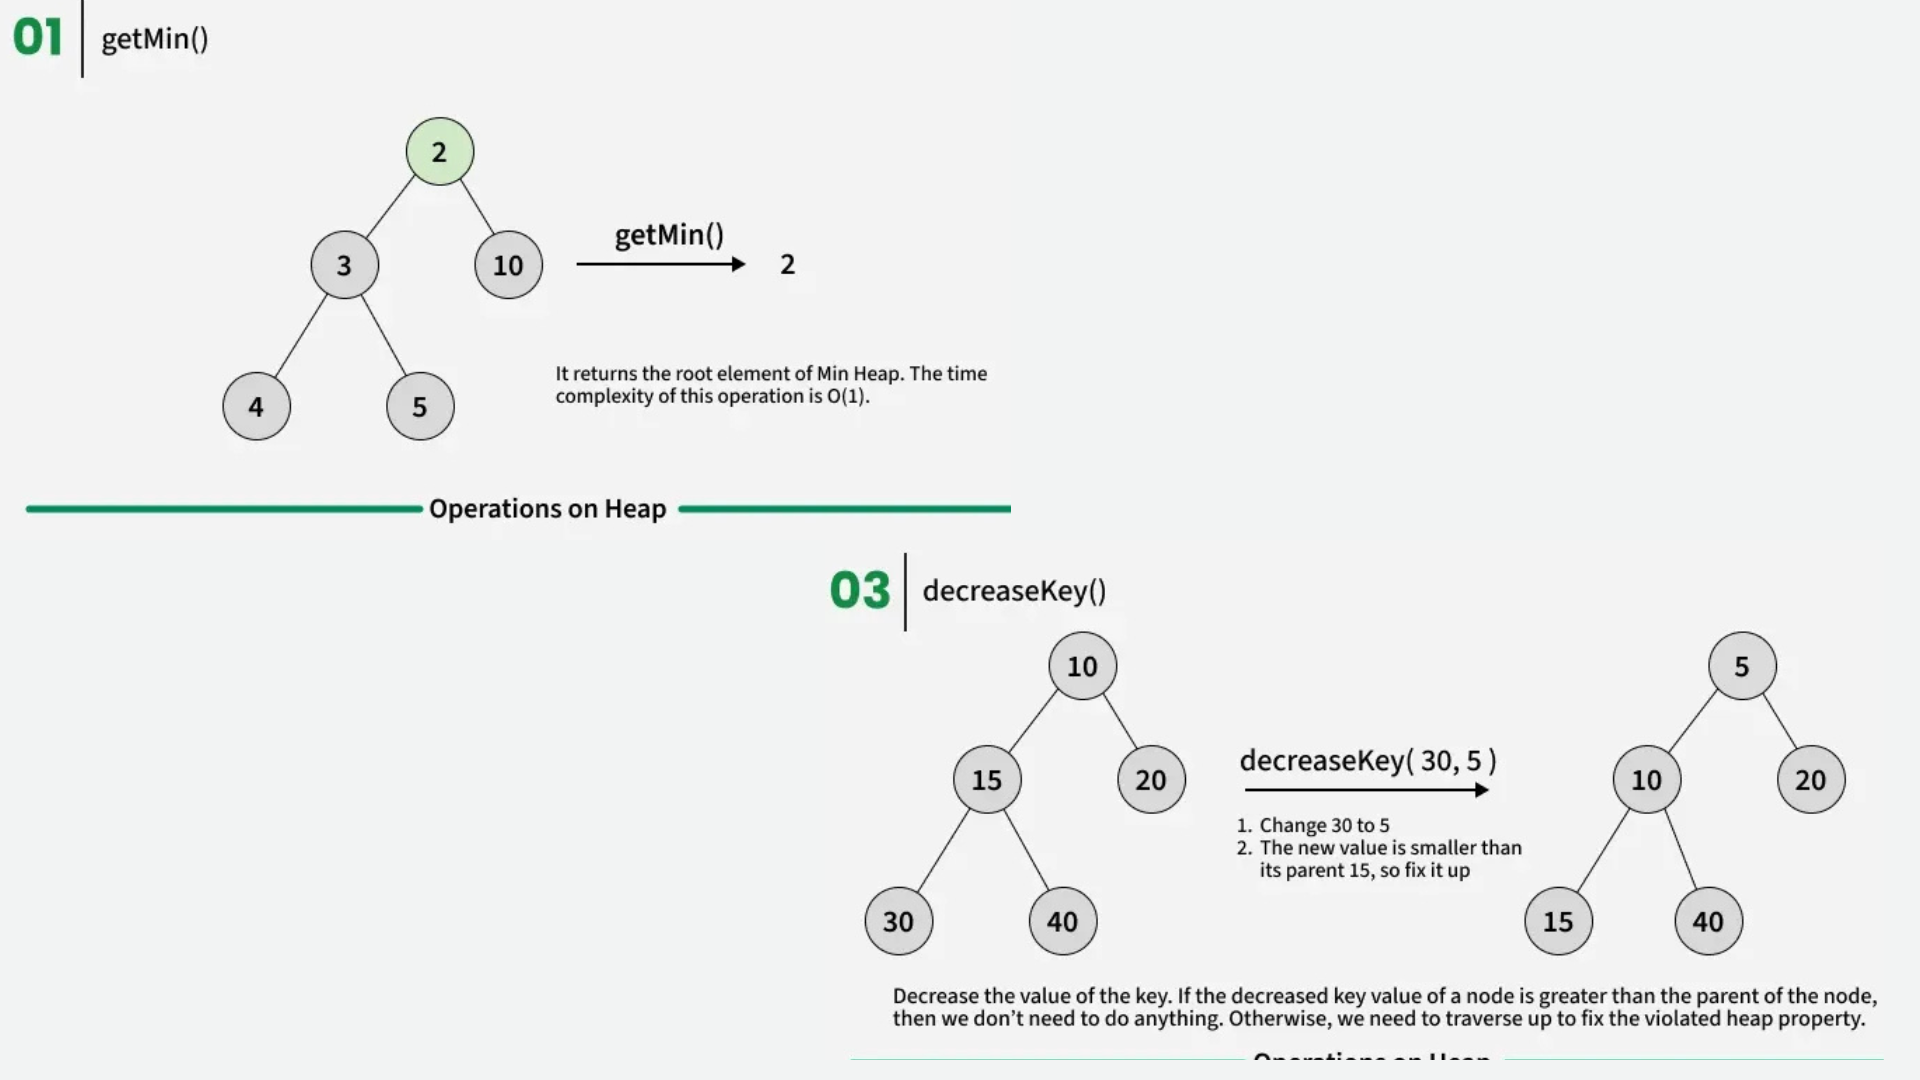 01 getMin()
2
3
10
4
5
getMin()
2
It returns the root element of Min Heap. The time
complexity of this operation is O(1).
Operations on Heap
03 decreaseKey()
10
15
20
30
40
decreaseKey( 30, 5 )
1. Change 30 to 5
2. The new value is smaller than
its parent 15, so fix it up
5
10
20
15
40
Decrease the value of the key. If the decreased key value of a node is greater than the parent of the node,
then we don't need to do anything. Otherwise, we need to traverse up to fix the violated heap property.
Operations on Heap